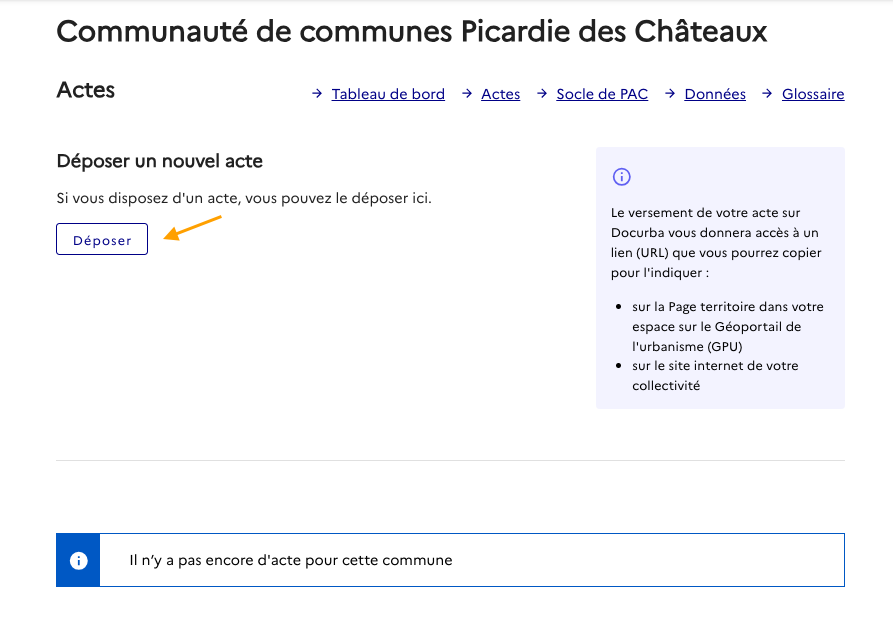 Communauté de communes Picardie des Châteaux
Actes
→ Tableau de bord → Actes → Socle de PAC → Données → Glossaire
Déposer un nouvel acte
Si vous disposez d'un acte, vous pouvez le déposer ici.
Déposer
Le versement de votre acte sur
Docurba vous donnera accès à un
lien (URL) que vous pourrez copier
pour l'indiquer :
• sur la Page territoire dans votre
espace sur le Géoportail de
l'urbanisme (GPU)
• sur le site internet de votre
collectivité
Il n’y a pas encore d'acte pour cette commune